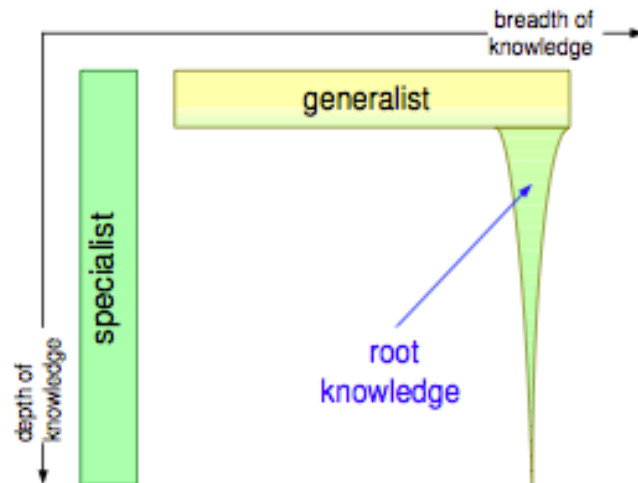 breadth of
knowledge
generalist
specialist
root
knowledge
depth of
knowledge